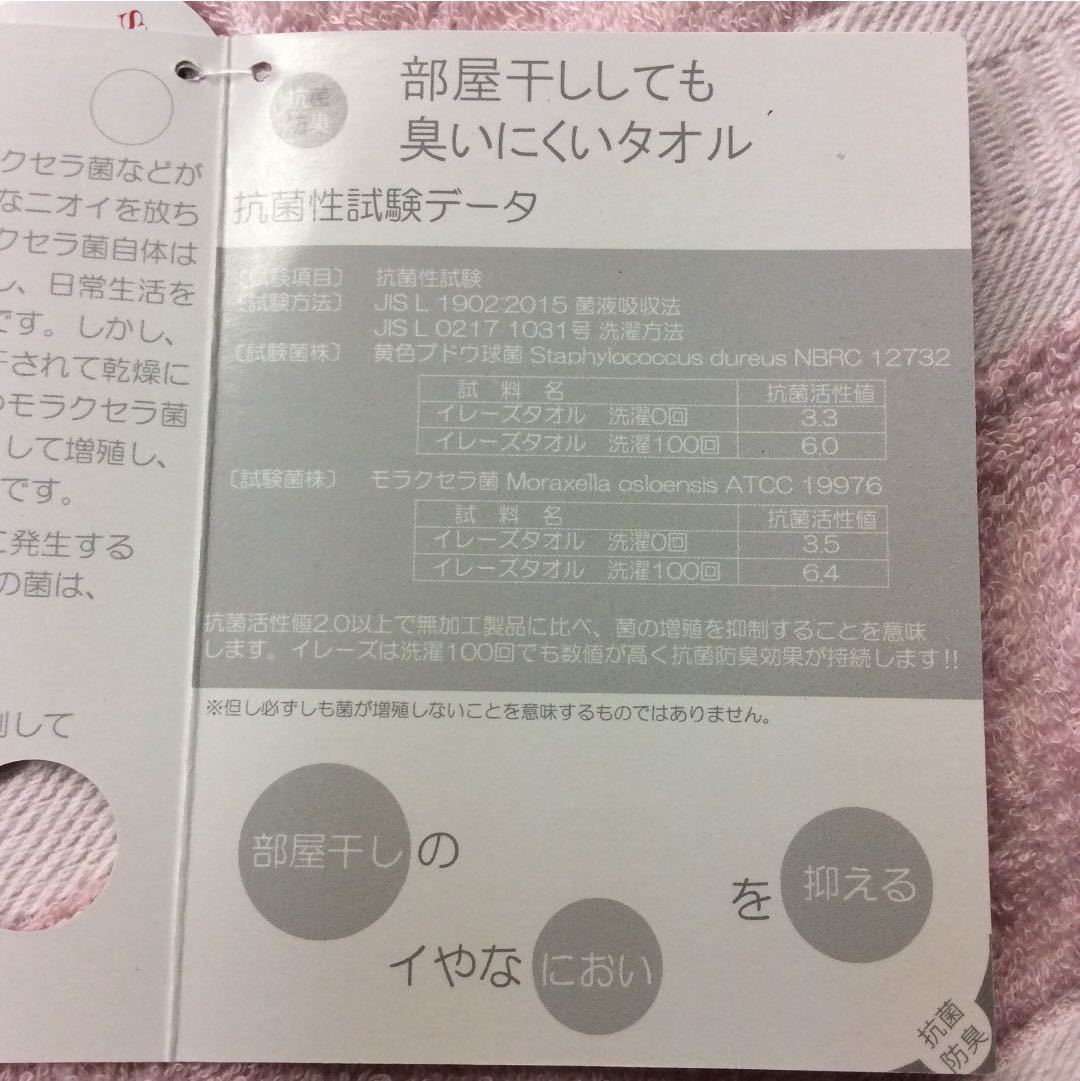 S
クセラ菌などが
なニオイを放ち
クセラ菌自体は
し、日常生活を
です。しかし、
干されて乾燥に
モラクセラ菌
して増殖し、
です。
に発生する
の菌は、
制して
抗菌
防臭
部屋干ししても
臭いにくいタオル
抗菌性試験データ
〔試験項目〕 抗菌性試験
〔試験方法〕 JIS L 1902:2015 菌液吸収法
JIS L 0217 1031号 洗濯方法
〔試験菌株〕 黄色ブドウ球菌 Staphylococcus dureus NBRC 12732
試 料 名 抗菌活性値
イレーズタオル 洗濯0回 3.3
イレーズタオル 洗濯100回 6.0
〔試験菌株〕 モラクセラ菌 Moraxella osloensis ATCC 19976
試 料 名 抗菌活性値
イレーズタオル 洗濯0回 3.5
イレーズタオル 洗濯100回 6.4
抗菌活性値2.0以上で無加工製品に比べ、菌の増殖を抑制することを意味
します。イレーズは洗濯100回でも数値が高く抗菌防臭効果が持続します!!
※但し必ずしも菌が増殖しないことを意味するものではありません。
部屋干しの
イやなにおい
を抑える
抗菌
防臭